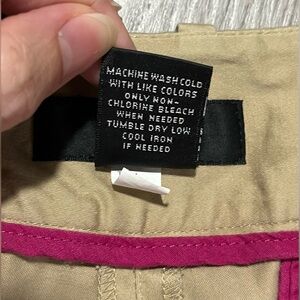 MACHINE WASH COLD
WITH LIKE COLORS
ONLY NON-
CHLORINE BLEACH
WHEN NEEDED
TUMBLE DRY LOW
COOL IRON
IF NEEDED